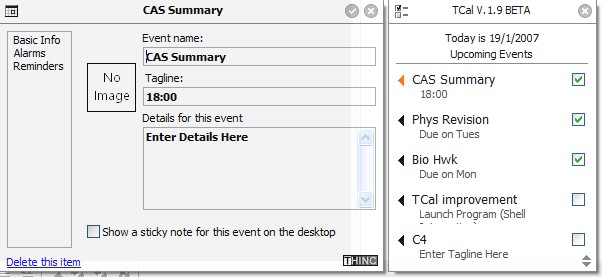 CAS Summary
Basic Info
Alarms
Reminders
No
Image
Event name:
CAS Summary
Tagline:
18:00
Details for this event
Enter Details Here
Show a sticky note for this event on the desktop
Delete this item
THINC
TCal V.1.9 BETA
Today is 19/1/2007
Upcoming Events
CAS Summary
18:00
Phys Revision
Due on Tues
Bio Hwk
Due on Mon
TCal improvement
Launch Program (Shell
C4
Enter Tagline Here